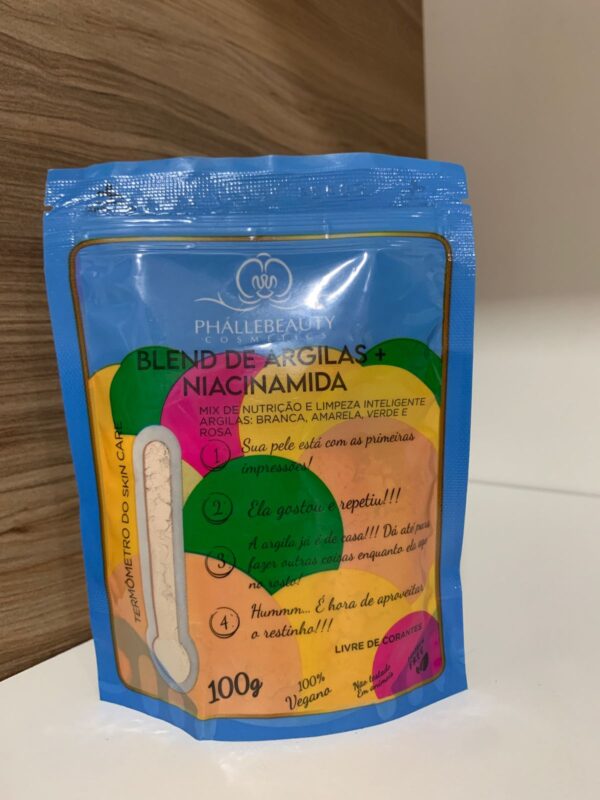 PHÁLLEBEAUTY
COSMÉTICS
BLEND DE ARGILAS +
NIACINAMIDA
MIX DE NUTRIÇÃO E LIMPEZA INTELIGENTE
ARGILAS: BRANCA, AMARELA, VERDE E
ROSA
TERMÔMETRO DO SKIN CARE
1 Sua pele está com as primeiras
impressões!
2 Ela gostou e repetiu!!!
3 A argila já é de casa!!! Dá até para
fazer outras coisas enquanto ela age
no rosto!
4 Hummm... É hora de aproveitar
o restinho!!!
LIVRE DE CORANTES
100g
100%
Vegano
Não testado
Em animais
FREE